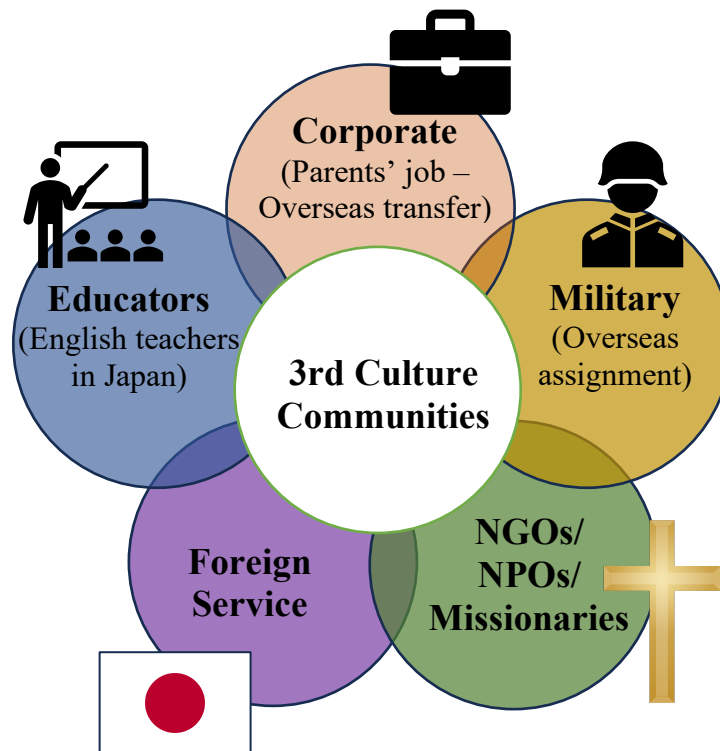 Corporate
(Parents’ job –
Overseas transfer)
Educators
(English teachers
in Japan)
Military
(Overseas
assignment)
3rd Culture
Communities
Foreign
Service
NGOs/
NPOs/
Missionaries